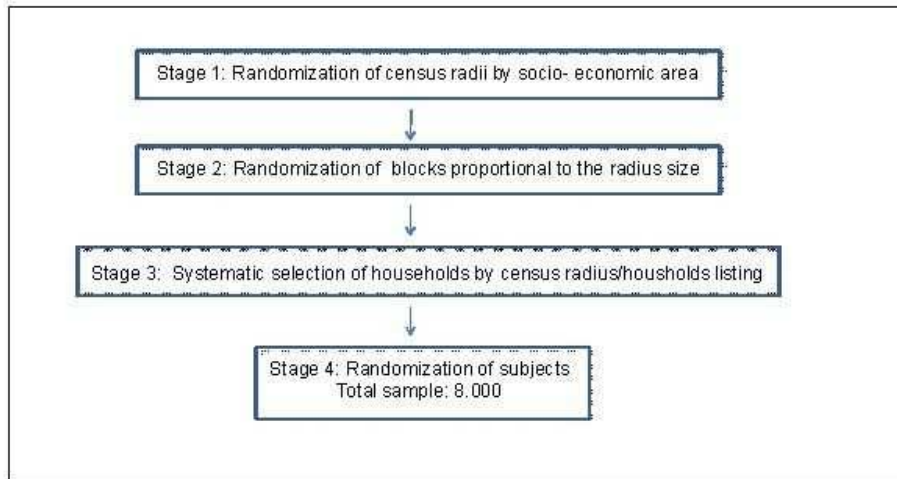 Stage 1: Randomization of census radii by socio- economic area
Stage 2: Randomization of blocks proportional to the radius size
Stage 3: Systematic selection of households by census radius/housholds listing
Stage 4: Randomization of subjects
Total sample: 8.000